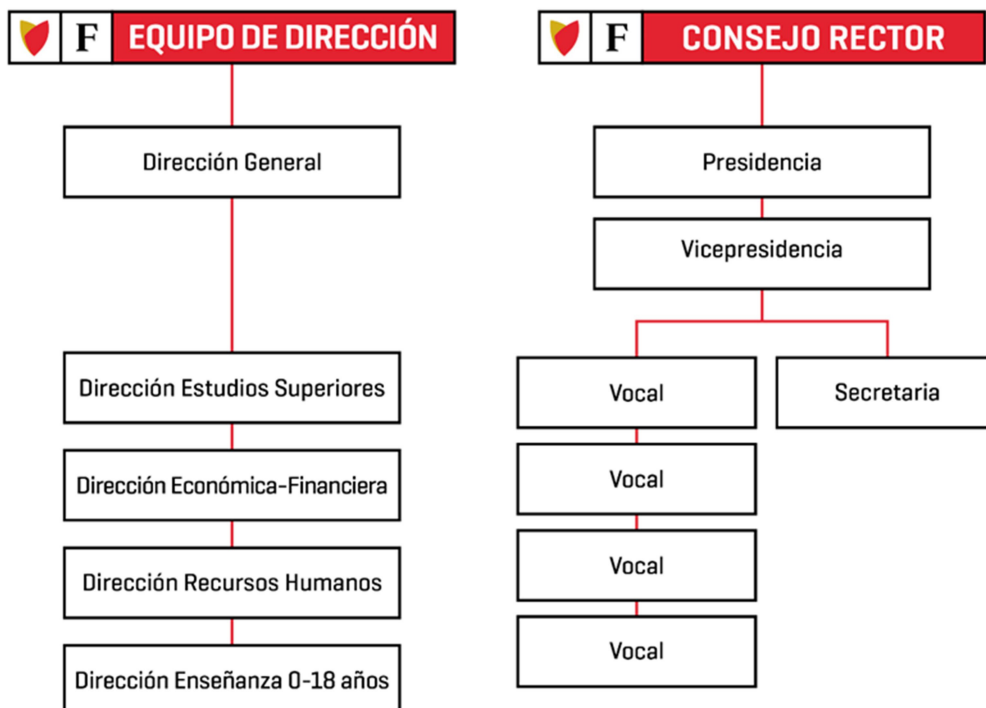 F EQUIPO DE DIRECCIÓN
Dirección General
Dirección Estudios Superiores
Dirección Económica-Financiera
Dirección Recursos Humanos
Dirección Enseñanza 0-18 años
F CONSEJO RECTOR
Presidencia
Vicepresidencia
Vocal
Secretaria
Vocal
Vocal
Vocal